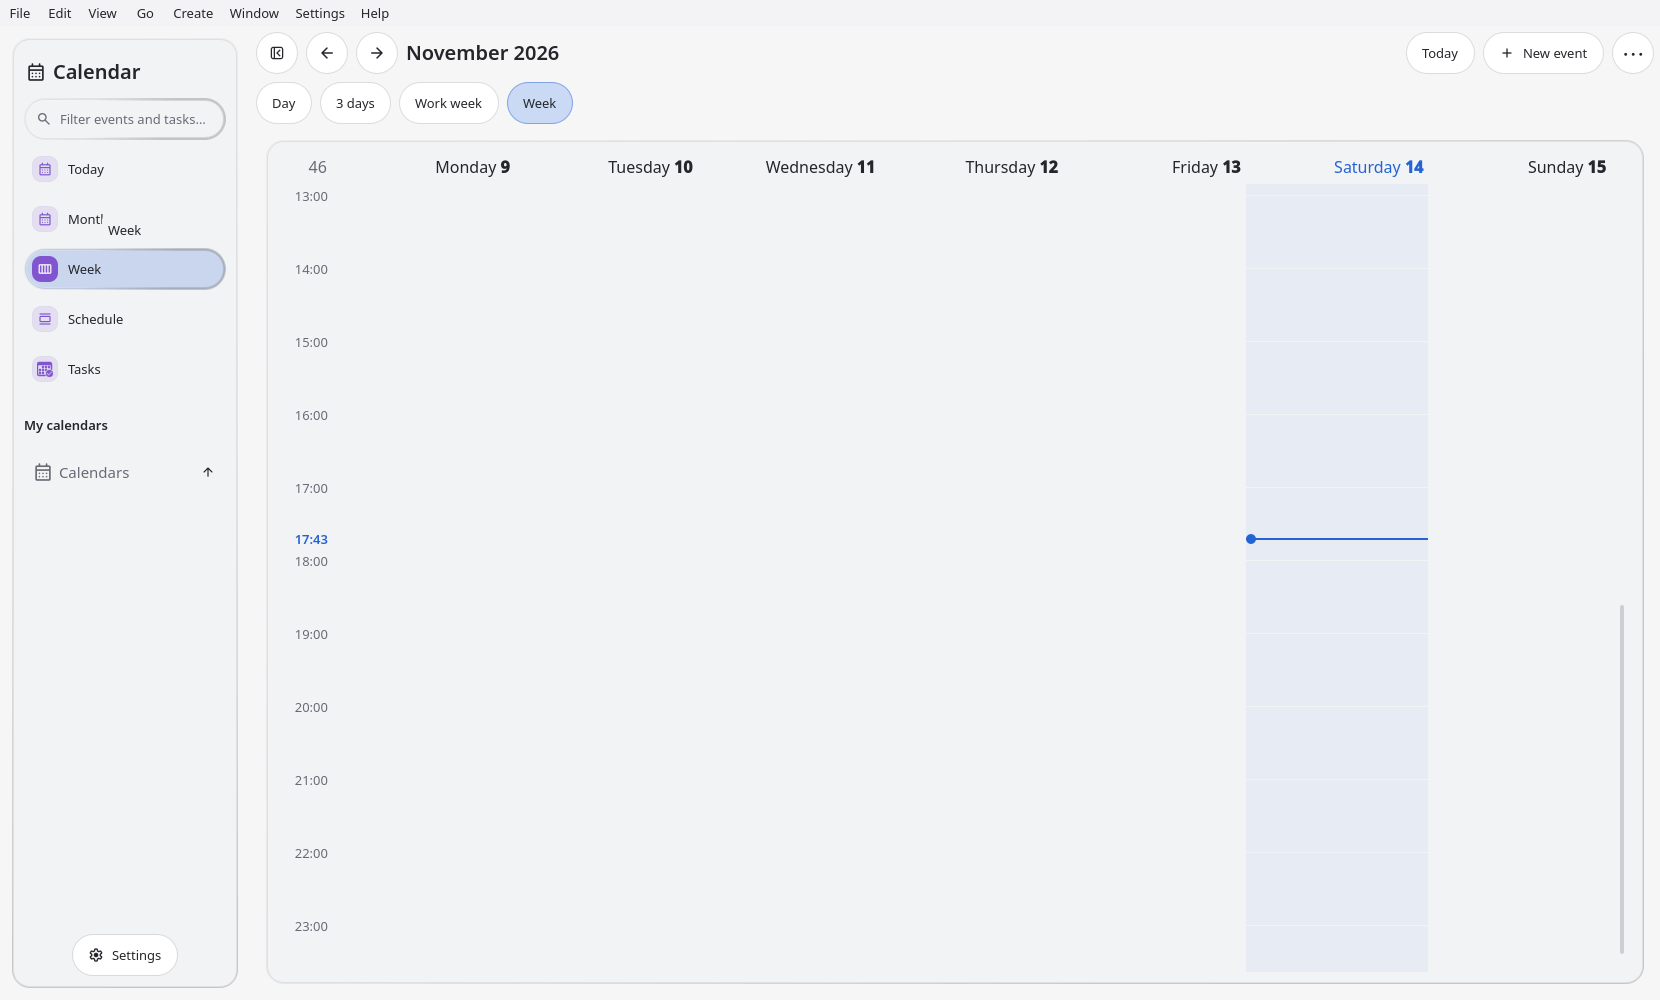 File Edit View Go Create Window Settings Help
Calendar
Filter events and tasks...
Today
Week
Week
Schedule
Tasks
My calendars
Calendars
Settings
November 2026
Today
New event
Day
3 days
Work week
Week
46 Monday 9 Tuesday 10 Wednesday 11 Thursday 12 Friday 13 Saturday 14 Sunday 15
13:00
14:00
15:00
16:00
17:00
17:43
18:00
19:00
20:00
21:00
22:00
23:00